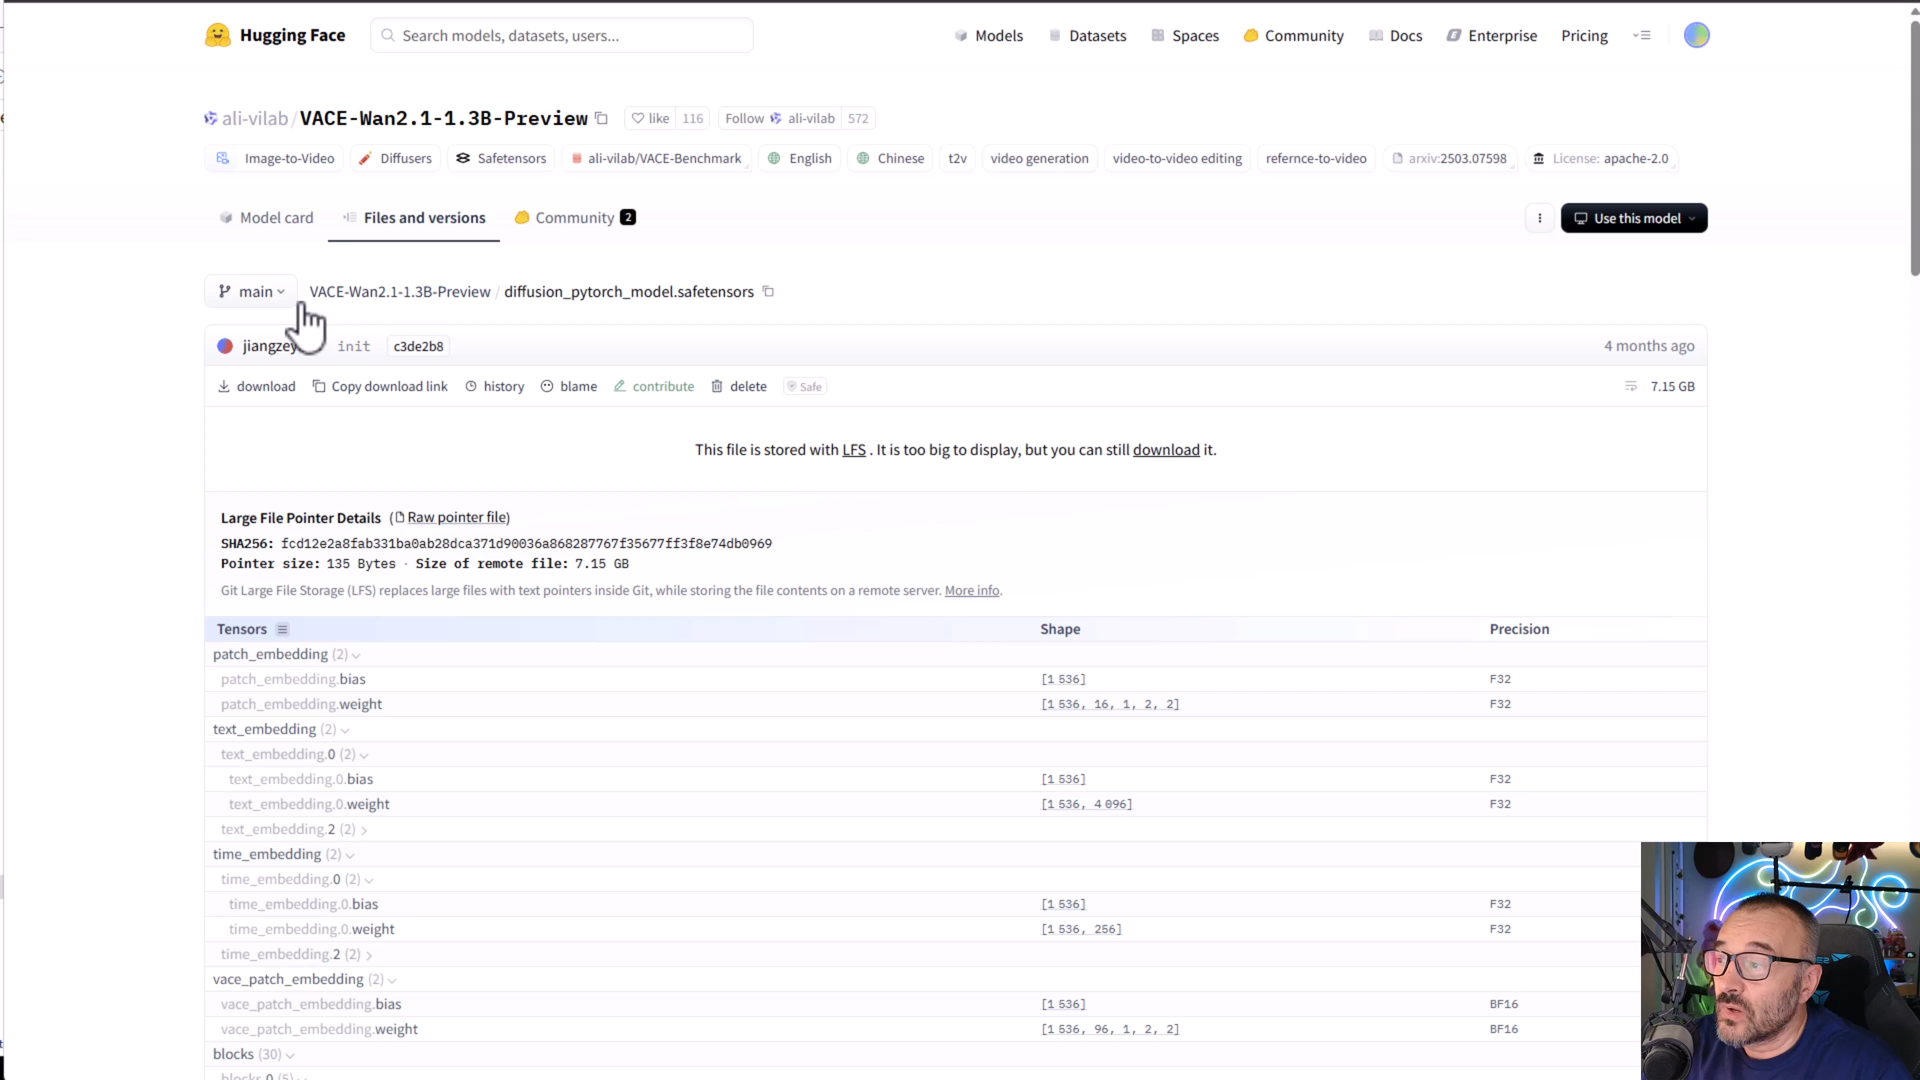 Hugging Face
Search models, datasets, users...
Models
Datasets
Spaces
Community
Docs
Enterprise
Pricing
ali-vilab/VACE-Wan2.1-1.3B-Preview
like 116
Follow ali-vilab 572
Image-to-Video
Diffusers
Safetensors
ali-vilab/VACE-Benchmark
English
Chinese
t2v
video generation
video-to-video editing
refernce-to-video
arxiv:2503.07598
License: apache-2.0
Model card
Files and versions
Community 2
Use this model
main
VACE-Wan2.1-1.3B-Preview / diffusion_pytorch_model.safetensors
init
c3de2b8
4 months ago
download
Copy download link
history
blame
contribute
delete
Safe
7.15 GB
This file is stored with LFS . It is too big to display, but you can still download it.
Large File Pointer Details ( Raw pointer file)
SHA256: fcd12e2a8fab331ba0ab28dca371d90036a868287767f35677ff3f8e74db0969
Pointer size: 135 Bytes · Size of remote file: 7.15 GB
Git Large File Storage (LFS) replaces large files with text pointers inside Git, while storing the file contents on a remote server. More info.
Tensors Shape Precision
patch_embedding (2)
patch_embedding.bias [1 536] F32
patch_embedding.weight [1 536, 16, 1, 2, 2] F32
text_embedding (2)
text_embedding.0 (2)
text_embedding.0.bias [1 536] F32
text_embedding.0.weight [1 536, 4 096] F32
text_embedding.2 (2)
time_embedding (2)
time_embedding.0 (2)
time_embedding.0.bias [1 536] F32
time_embedding.0.weight [1 536, 256] F32
time_embedding.2 (2)
vace_patch_embedding (2)
vace_patch_embedding.bias [1 536] BF16
vace_patch_embedding.weight [1 536, 96, 1, 2, 2] BF16
blocks (30)
blocks.0 (5)